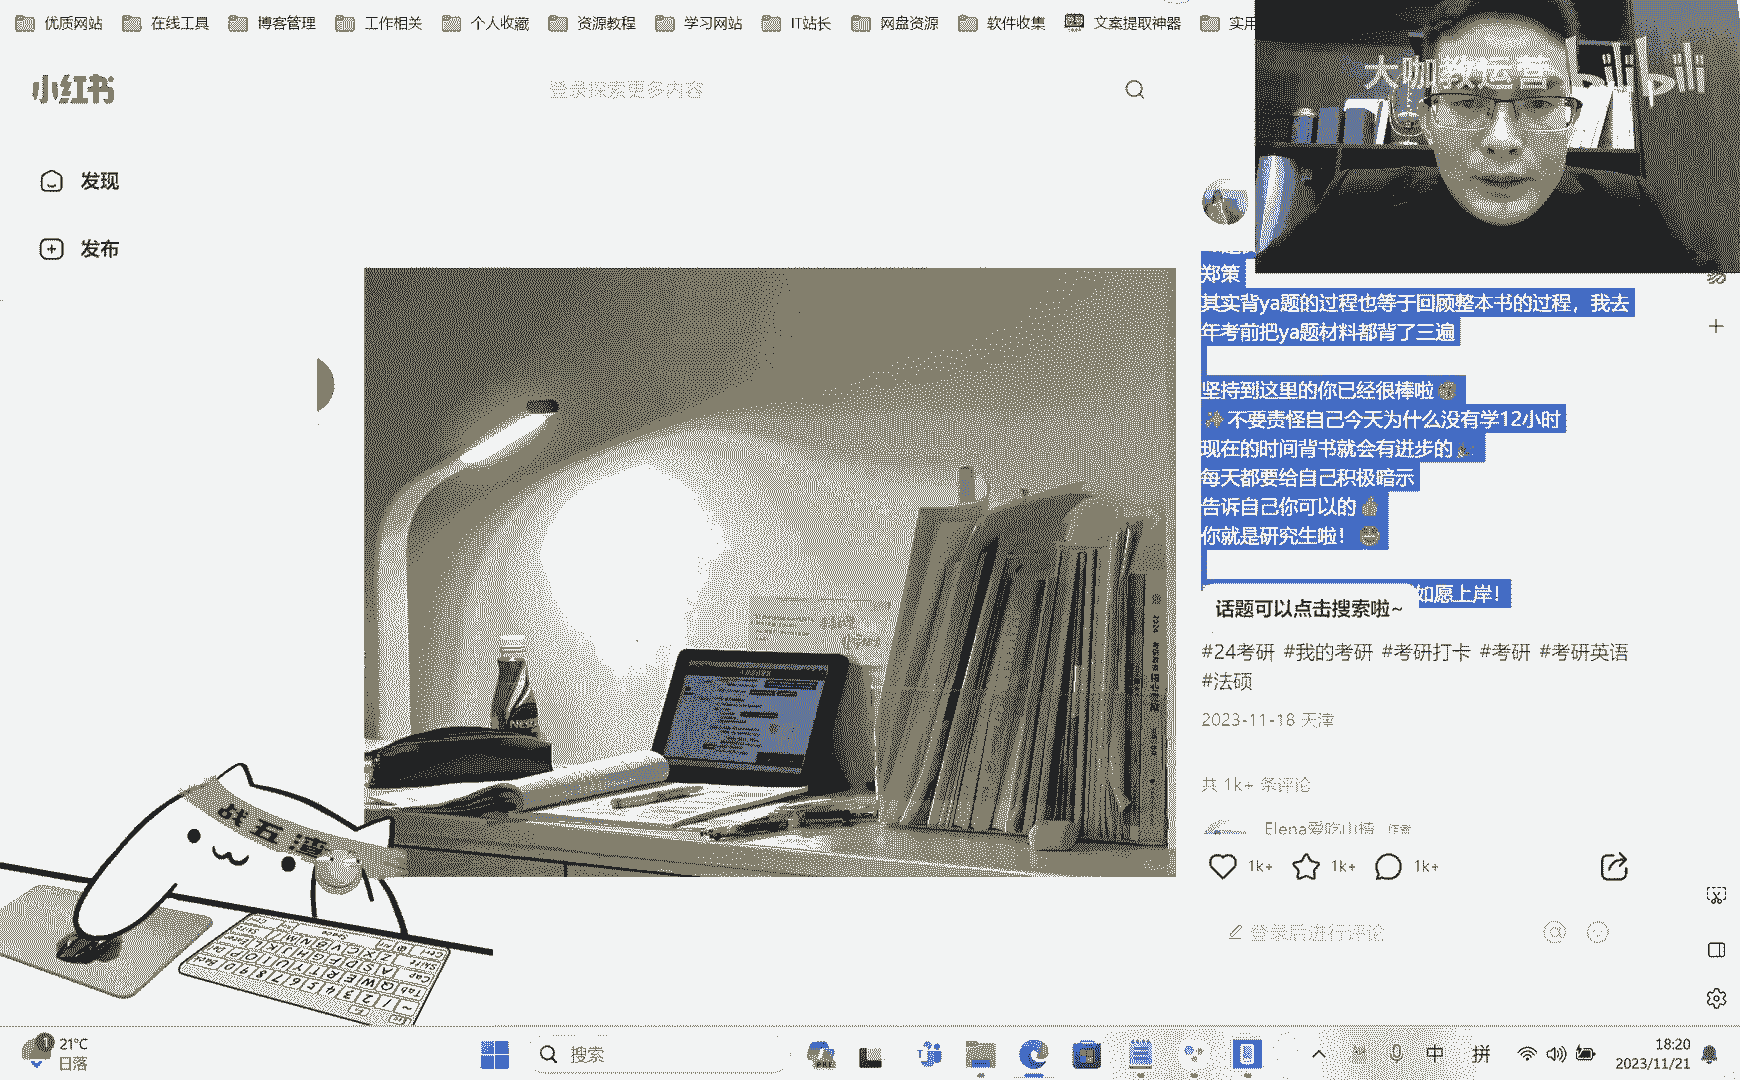 优质网站 在线工具 博客管理 工作相关 个人收藏 资源教程 学习网站 IT站长 网盘资源 软件收集 文案提取神器 实用
大咖教运营
bilibili
小红书
登录探索更多内容
发现
发布
郑策
其实背ya题的过程也等于回顾整本书的过程，我去
年考前把ya题材料都背了三遍
坚持到这里的你已经很棒啦
不要责怪自己今天为什么没有学12小时
现在的时间背书就会有进步的
每天都要给自己积极暗示
告诉自己你可以的
你就是研究生啦！
如愿上岸！
话题可以点击搜索啦~
#24考研 #我的考研 #考研打卡 #考研 #考研英语
#法硕
2023-11-18 天津
共 1k+ 条评论
Elena爱吃山楂 作者
1k+ 1k+ 1k+
登录后进行评论
战五渣
21°C
日落
搜索
中 拼
18:20
2023/11/21